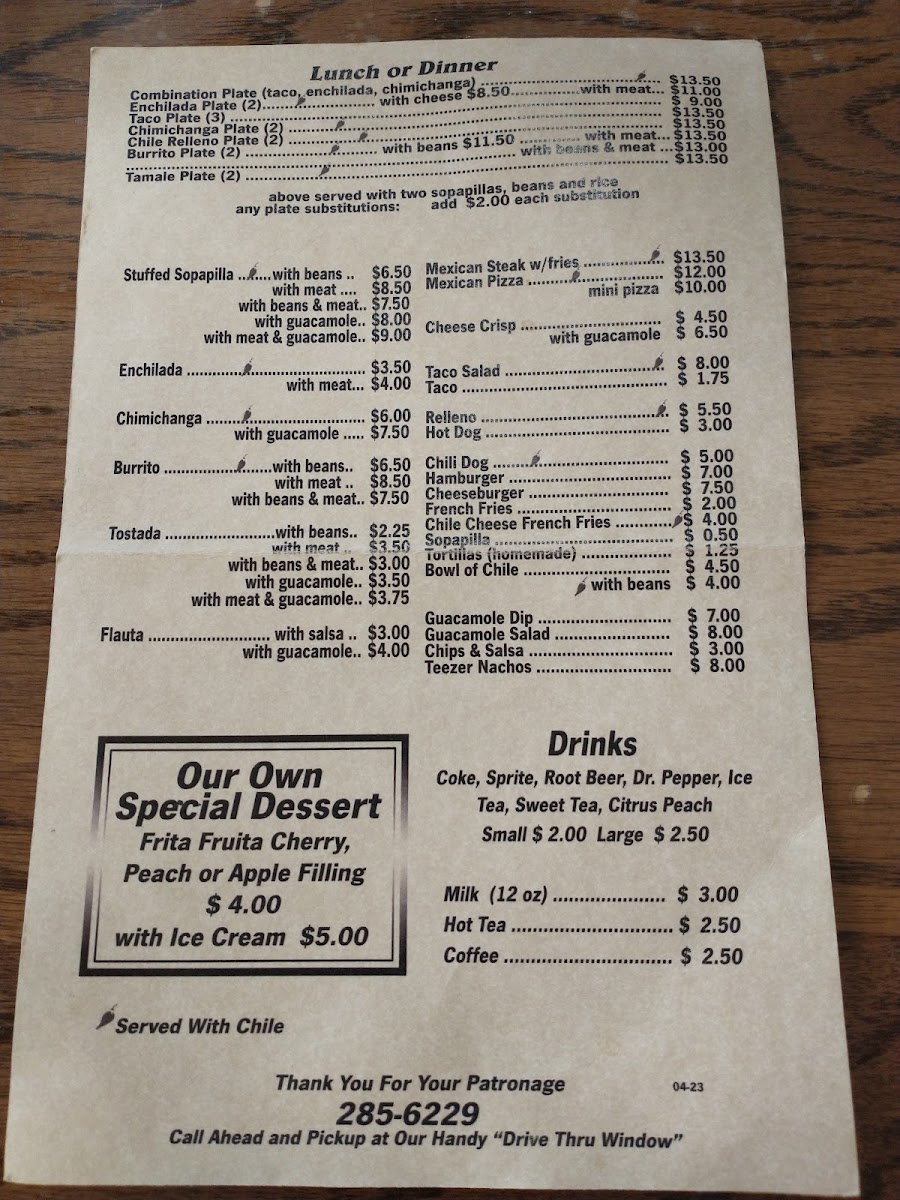 Lunch or Dinner
Combination Plate (taco, enchilada, chimichanga) ........................................ $13.50
Enchilada Plate (2)........................ with cheese $8.50................with meat... $11.00
Taco Plate (3) ........................................ $ 9.00
Chimichanga Plate (2) ........................................ $13.50
Chile Relleno Plate (2) ........................................ $13.50
Burrito Plate (2) ........................ with beans $11.50 ............ with meat... $13.50
........................................ with beans & meat ... $13.00
Tamale Plate (2) ........................................ $13.50
above served with two sopapillas, beans and rice
any plate substitutions: add $2.00 each substitution
Stuffed Sopapilla ........with beans .. $6.50
with meat .... $8.50
with beans & meat.. $7.50
with guacamole.. $8.00
with meat & guacamole.. $9.00
Enchilada ........................................ $3.50
with meat... $4.00
Chimichanga ........................................ $6.00
with guacamole ..... $7.50
Burrito ........................with beans.. $6.50
with meat .. $8.50
with beans & meat.. $7.50
Tostada ........................with beans.. $2.25
with meat .. $3.50
with beans & meat.. $3.00
with guacamole.. $3.50
with meat & guacamole.. $3.75
Flauta ............................ with salsa .. $3.00
with guacamole.. $4.00
Mexican Steak w/fries .................... $13.50
Mexican Pizza ................................ $12.00
mini pizza $10.00
Cheese Crisp ................................ $ 4.50
with guacamole $ 6.50
Taco Salad .................................... $ 8.00
Taco ................................................ $ 1.75
Relleno ............................................ $ 5.50
Hot Dog ............................................ $ 3.00
Chili Dog ........................................ $ 5.00
Hamburger .................................... $ 7.00
Cheeseburger ................................ $ 7.50
French Fries .................................. $ 2.00
Chile Cheese French Fries ............ $ 4.00
Sopapilla ........................................ $ 0.50
Tortillas (homemade) .................... $ 1.25
Bowl of Chile .................................. $ 4.50
with beans $ 4.00
Guacamole Dip .............................. $ 7.00
Guacamole Salad .......................... $ 8.00
Chips & Salsa ................................ $ 3.00
Teezer Nachos .............................. $ 8.00
Our Own
Special Dessert
Frita Fruita Cherry,
Peach or Apple Filling
$ 4.00
with Ice Cream $5.00
Drinks
Coke, Sprite, Root Beer, Dr. Pepper, Ice
Tea, Sweet Tea, Citrus Peach
Small $ 2.00 Large $ 2.50
Milk (12 oz) ...................... $ 3.00
Hot Tea ................................ $ 2.50
Coffee ................................ $ 2.50
Served With Chile
Thank You For Your Patronage
04-23
285-6229
Call Ahead and Pickup at Our Handy “Drive Thru Window”